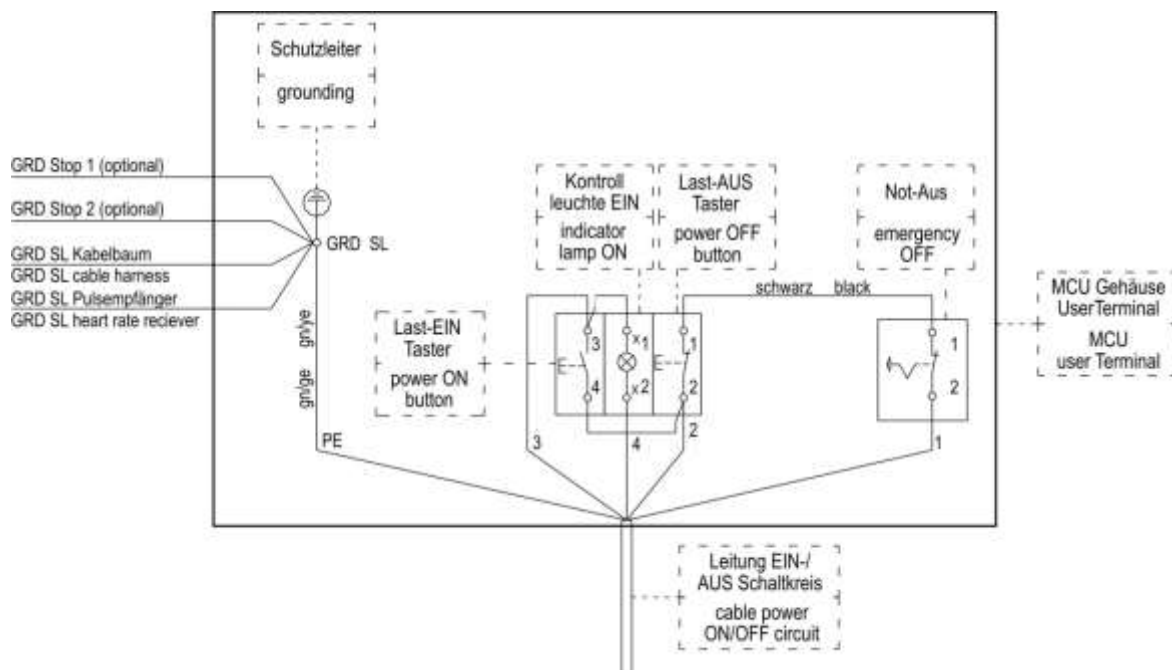 Schutzleiter
grounding
GRD Stop 1 (optional)
GRD Stop 2 (optional)
GRD SL Kabelbaum
GRD SL cable harness
GRD SL Pulsempfänger
GRD SL heart rate reciever
GRD SL
gn/ye
gn/ge
PE
Kontroll
leuchte EIN
indicator
lamp ON
Last-AUS
Taster
power OFF
button
Not-Aus
emergency
OFF
schwarz black
MCU Gehäuse
UserTerminal
MCU
user Terminal
Last-EIN
Taster
power ON
button
3 x1 1
4 x2 2
1
2
3 4 2 1
Leitung EIN-/
AUS Schaltkreis
cable power
ON/OFF circuit